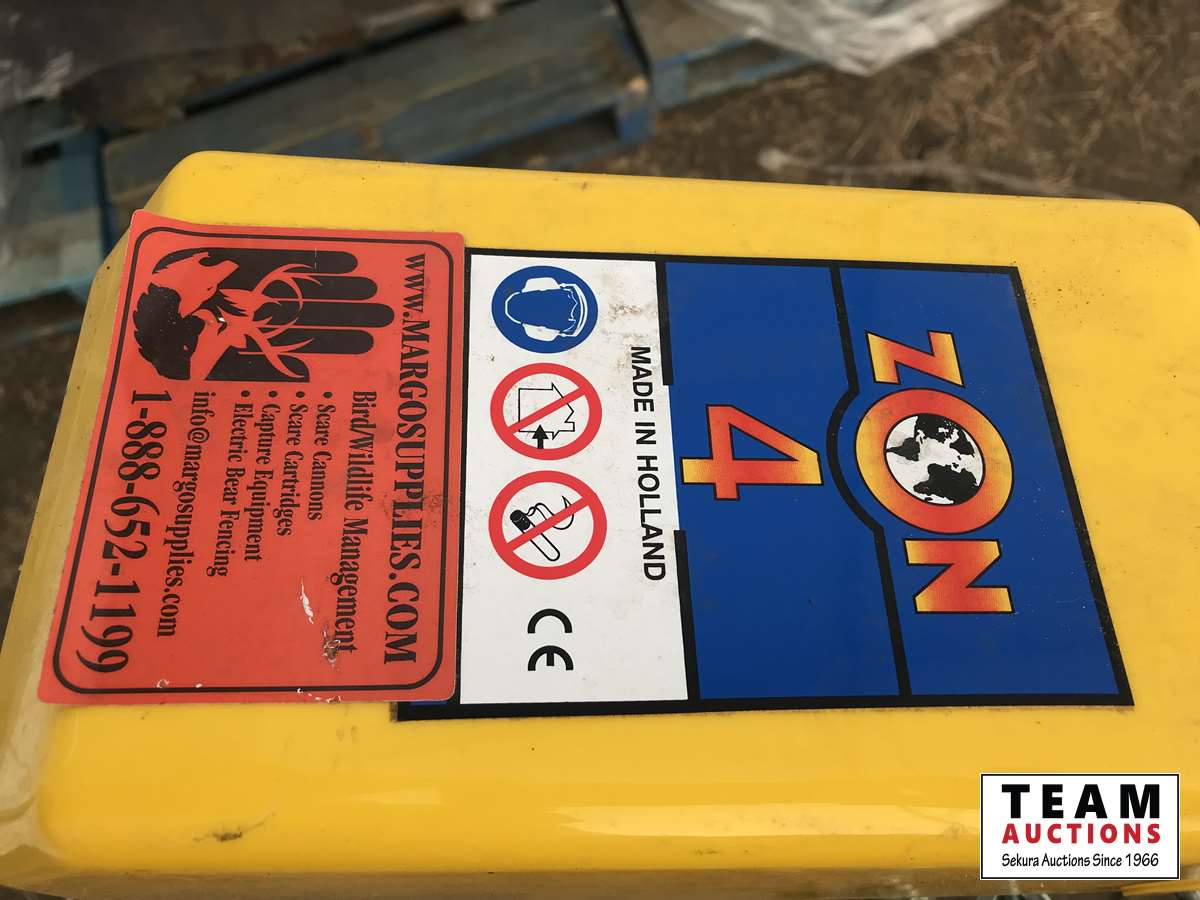 ZON
4
MADE IN HOLLAND
CE
WWW.MARGOSUPPLIES.COM
Bird/Wildlife Management
• Scare Cannons
• Scare Cartridges
• Capture Equipment
• Electric Bear Fencing
info@margosupplies.com
1-888-652-1199
TEAM
AUCTIONS
Sekura Auctions Since 1966